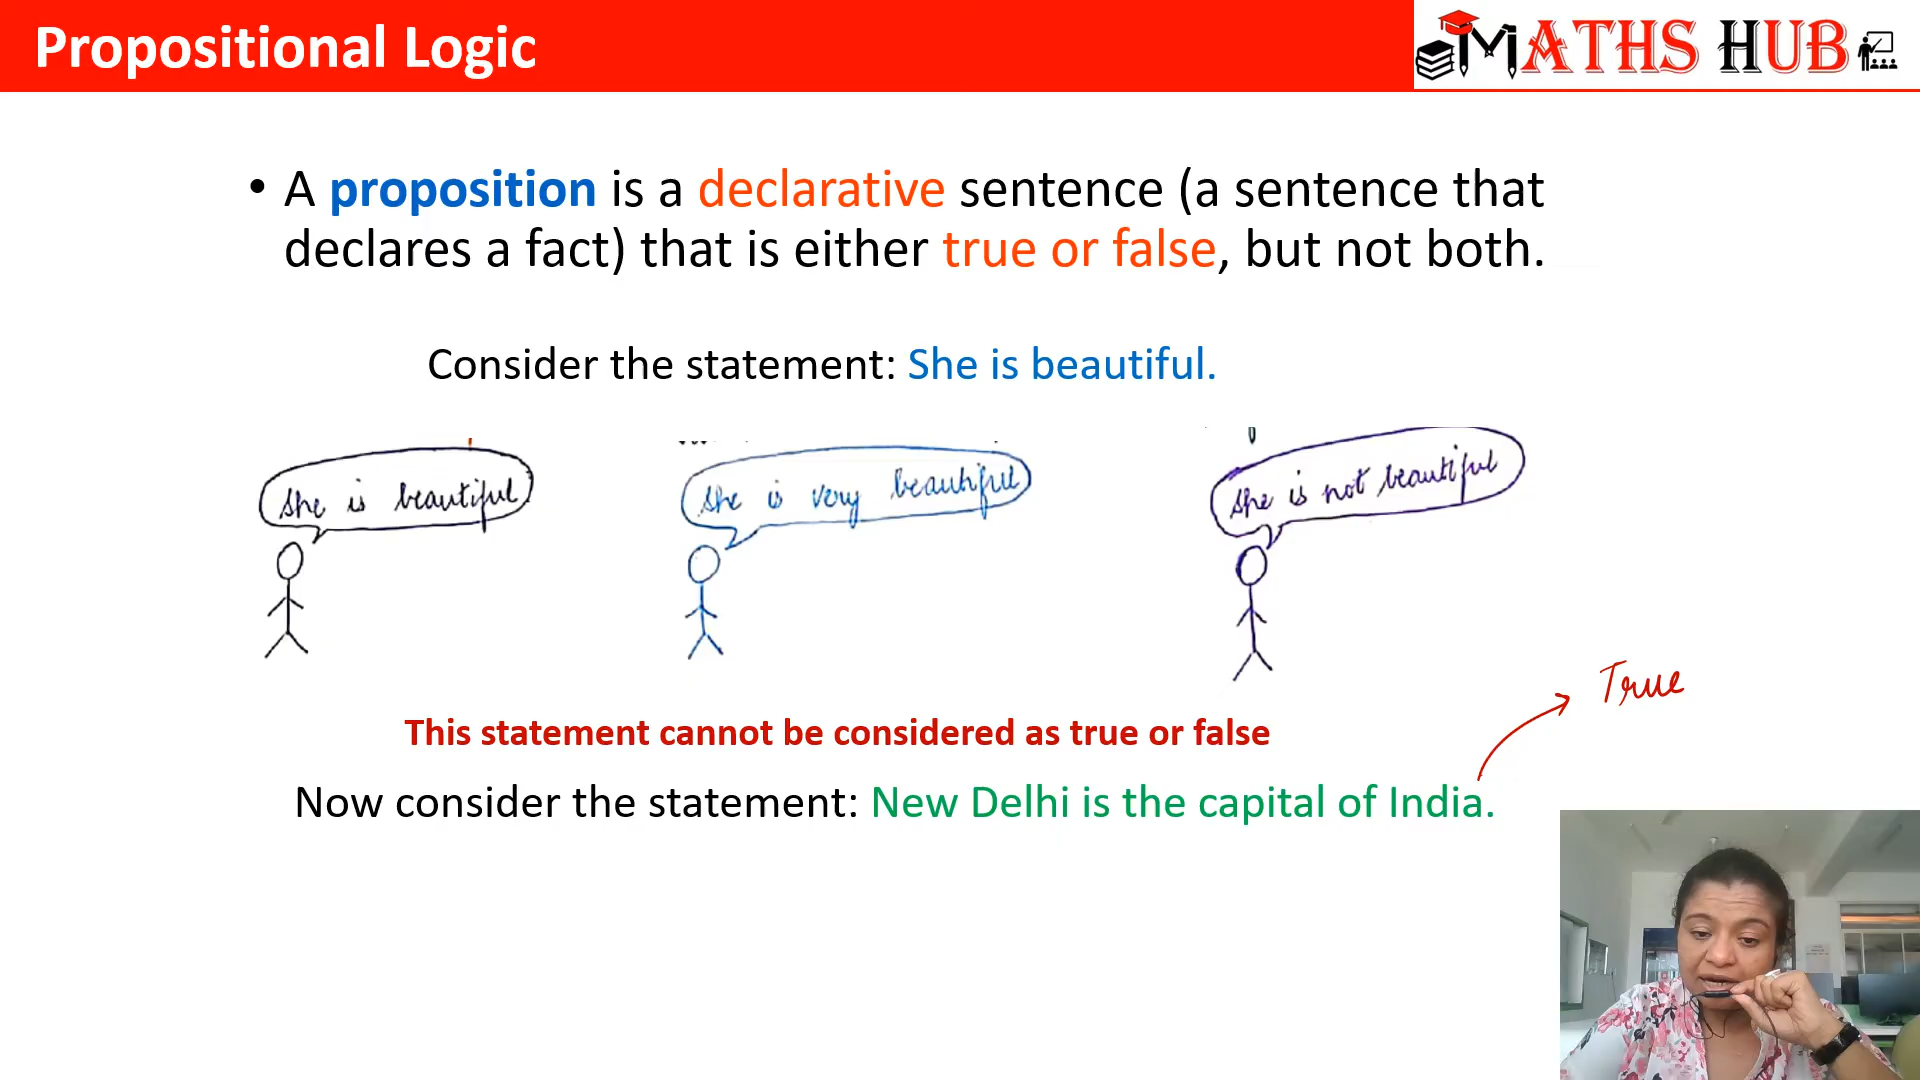 Propositional Logic
MATHS HUB
• A proposition is a declarative sentence (a sentence that
declares a fact) that is either true or false, but not both.
Consider the statement: She is beautiful.
She is beautiful
She is very beautiful
She is not beautiful
True
This statement cannot be considered as true or false
Now consider the statement: New Delhi is the capital of India.